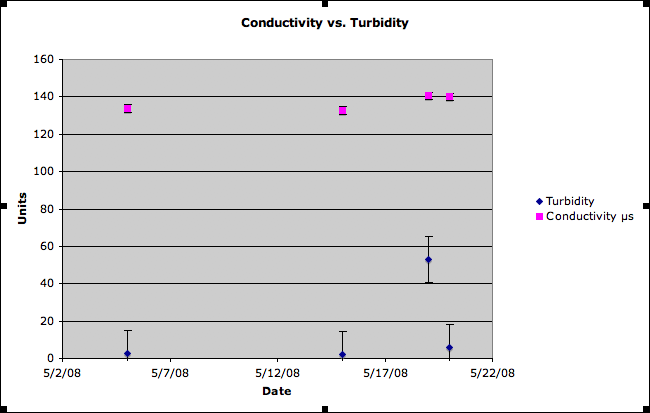 Conductivity vs. Turbidity
160
140
120
100
80
60
40
20
0
Units
5/2/08 5/7/08 5/12/08 5/17/08 5/22/08
Date
Turbidity
Conductivity µs